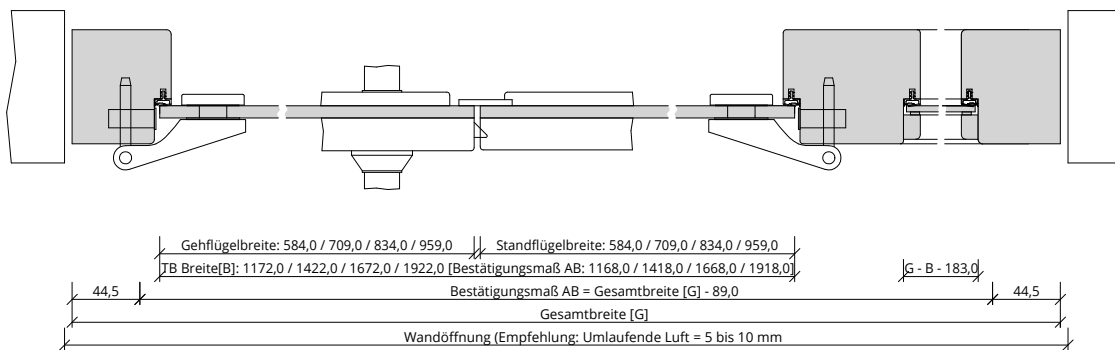 Gehflügelbreite: 584,0 / 709,0 / 834,0 / 959,0
Standflügelbreite: 584,0 / 709,0 / 834,0 / 959,0
TB Breite[B]: 1172,0 / 1422,0 / 1672,0 / 1922,0 [Bestätigungsmaß AB: 1168,0 / 1418,0 / 1668,0 / 1918,0]
G - B - 183,0
44,5
Bestätigungsmaß AB = Gesamtbreite [G] - 89,0
44,5
Gesamtbreite [G]
Wandöffnung (Empfehlung: Umlaufende Luft = 5 bis 10 mm